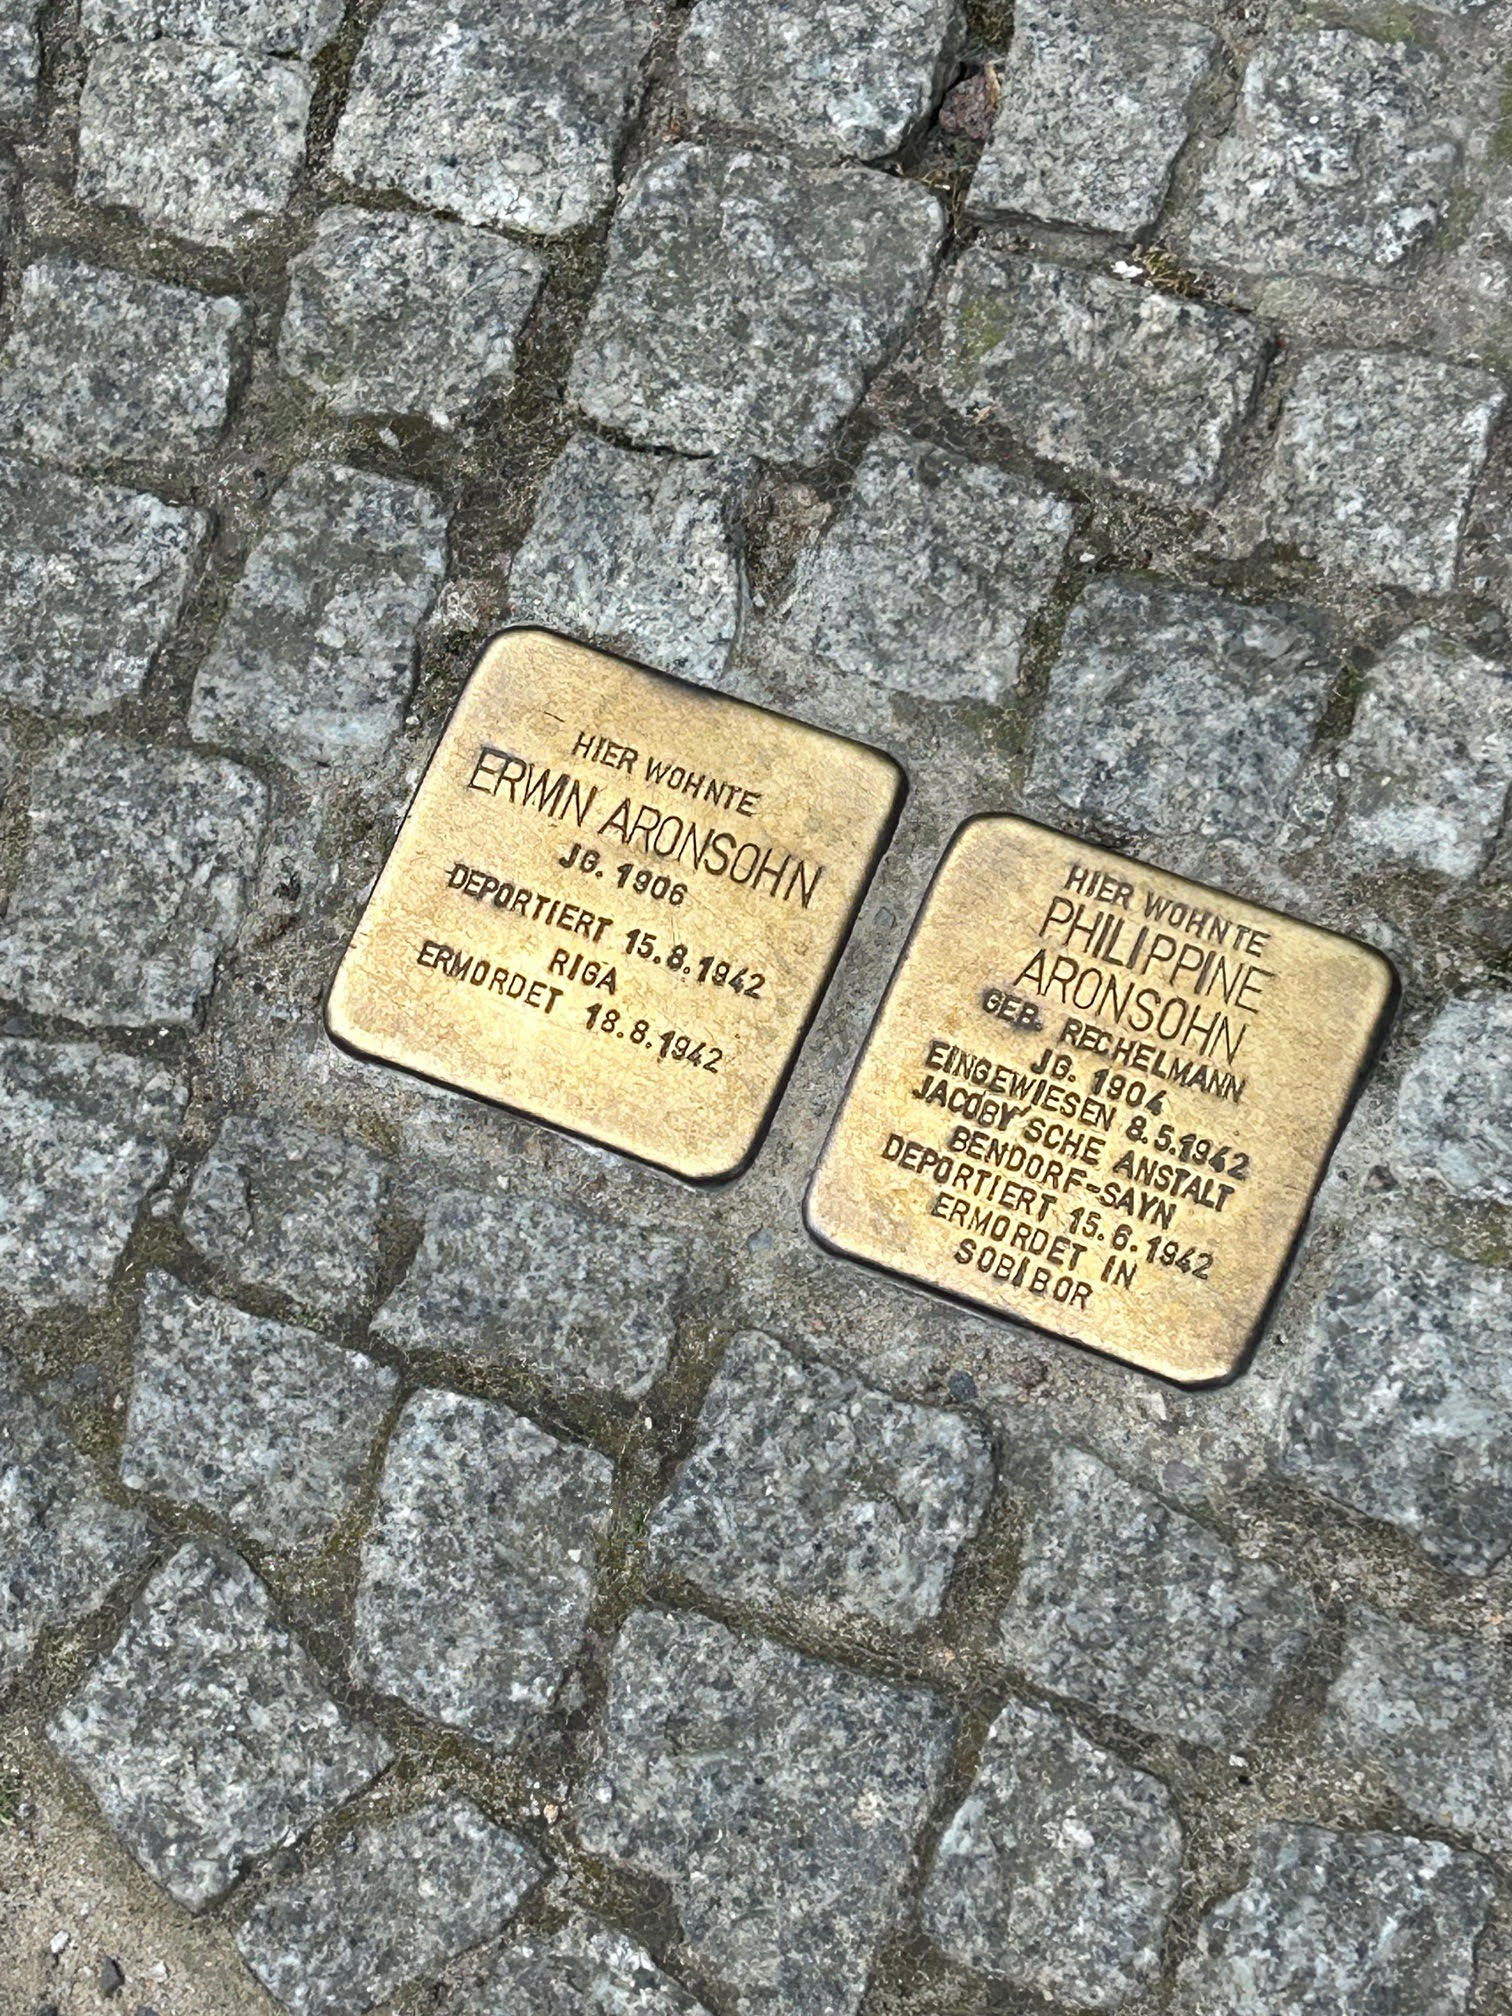 HIER WOHNTE
ERWIN ARONSOHN
JG. 1906
DEPORTIERT 15.8.1942
RIGA
ERMORDET 18.8.1942
HIER WOHNTE
PHILIPPINE
ARONSOHN
GEB. RECHELMANN
JG. 1904
EINGEWIESEN 8.5.1942
JACOBY'SCHE ANSTALT
BENDORF-SAYN
DEPORTIERT 15.6.1942
ERMORDET IN
SOBIBOR